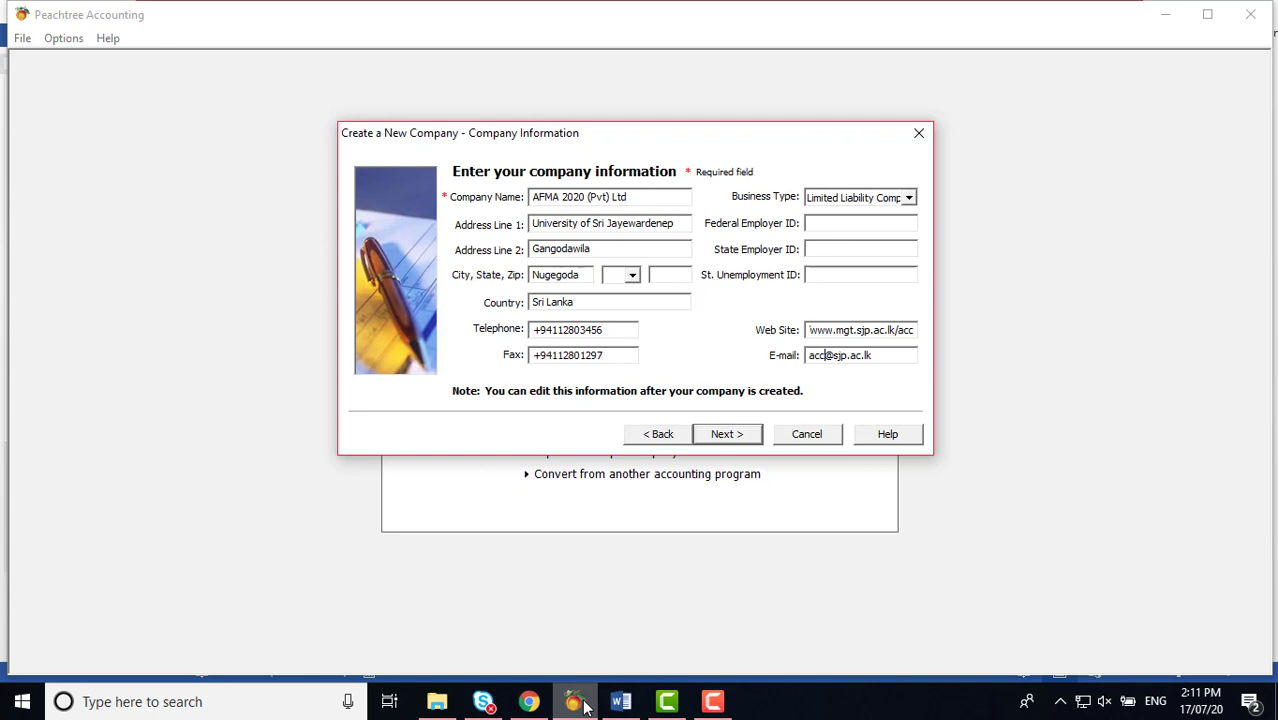 Peachtree Accounting
File Options Help
Create a New Company - Company Information
Enter your company information * Required field
* Company Name: AFMA 2020 (Pvt) Ltd Business Type: Limited Liability Comp
Address Line 1: University of Sri Jayewardenep Federal Employer ID:
Address Line 2: Gangodawila State Employer ID:
City, State, Zip: Nugegoda St. Unemployment ID:
Country: Sri Lanka
Telephone: +94112803456 Web Site: www.mgt.sjp.ac.lk/acc
Fax: +94112801297 E-mail: acc@sjp.ac.lk
Note: You can edit this information after your company is created.
< Back Next > Cancel Help
Convert from another accounting program
Type here to search ENG 2:11 PM
17/07/20 2